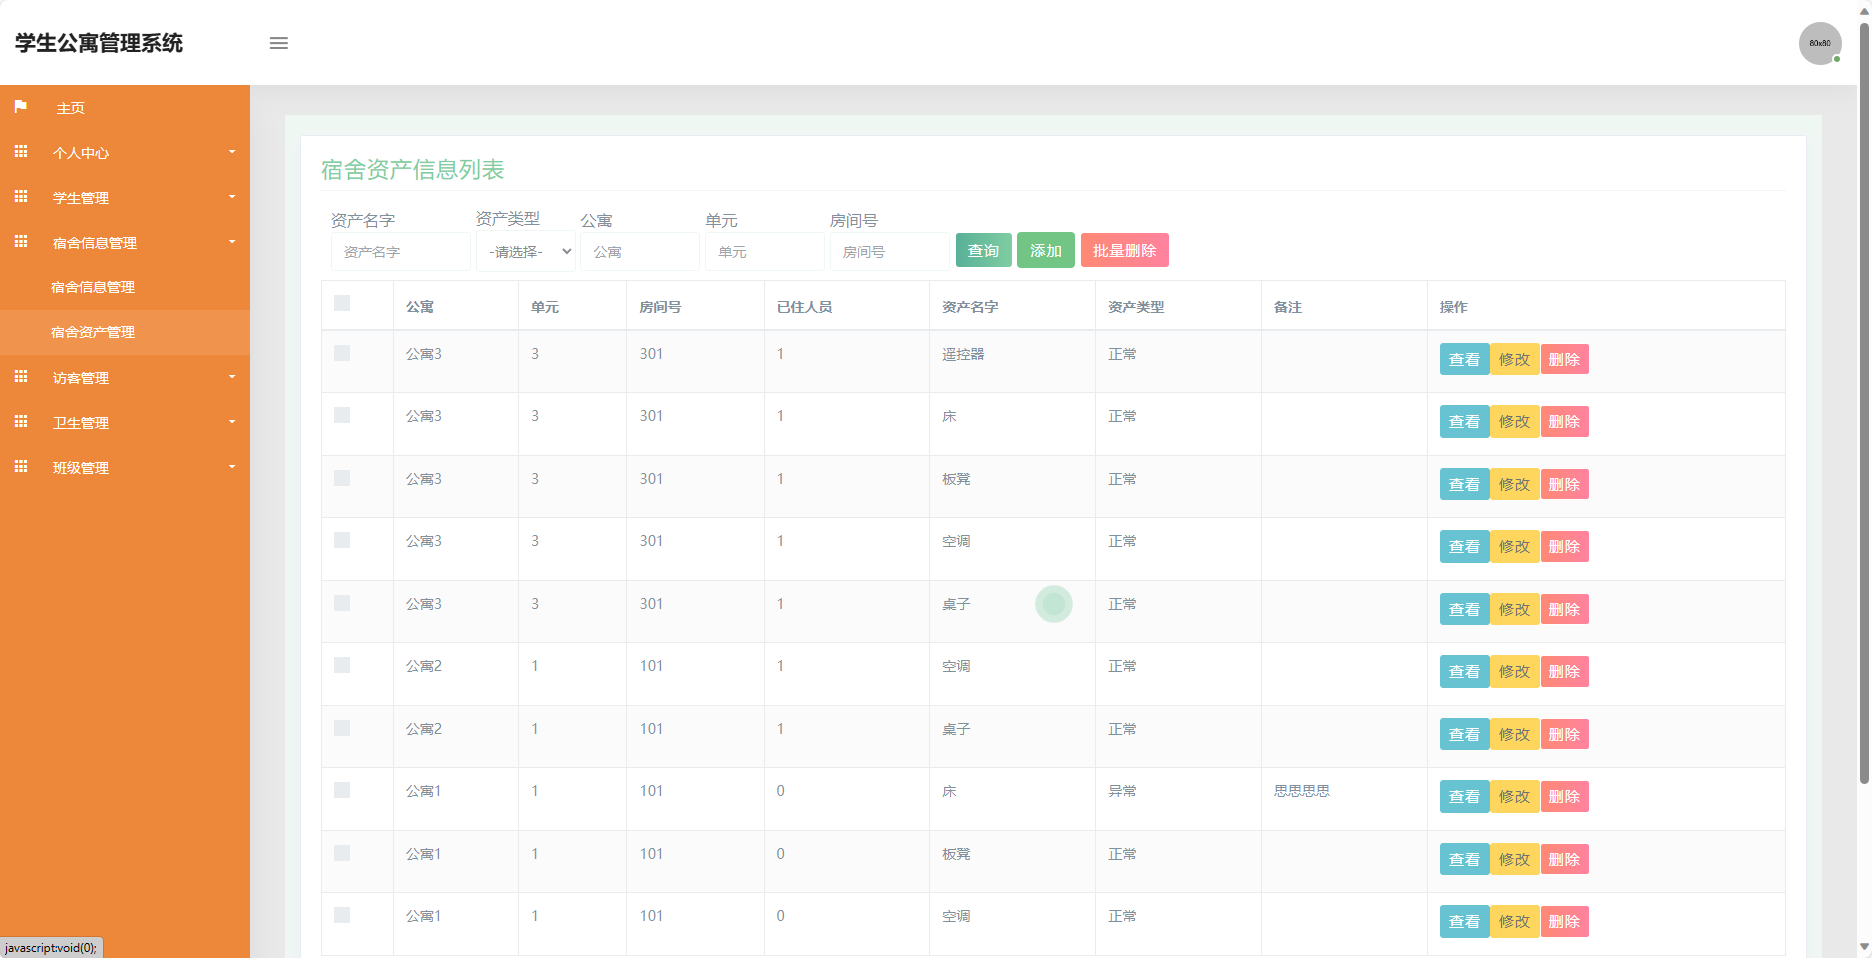 学生公寓管理系统
60x60
主页
个人中心
学生管理
宿舍信息管理
宿舍信息管理
宿舍资产管理
访客管理
卫生管理
班级管理
宿舍资产信息列表
资产名字 资产类型 公寓 单元 房间号
资产名字 -请选择- 公寓 单元 房间号 查询 添加 批量删除
公寓 单元 房间号 已住人员 资产名字 资产类型 备注 操作
公寓3 3 301 1 遥控器 正常 查看 修改 删除
公寓3 3 301 1 床 正常 查看 修改 删除
公寓3 3 301 1 板凳 正常 查看 修改 删除
公寓3 3 301 1 空调 正常 查看 修改 删除
公寓3 3 301 1 桌子 正常 查看 修改 删除
公寓2 1 101 1 空调 正常 查看 修改 删除
公寓2 1 101 1 桌子 正常 查看 修改 删除
公寓1 1 101 0 床 异常 思思思思 查看 修改 删除
公寓1 1 101 0 板凳 正常 查看 修改 删除
公寓1 1 101 0 空调 正常 查看 修改 删除
javascript:void(0);